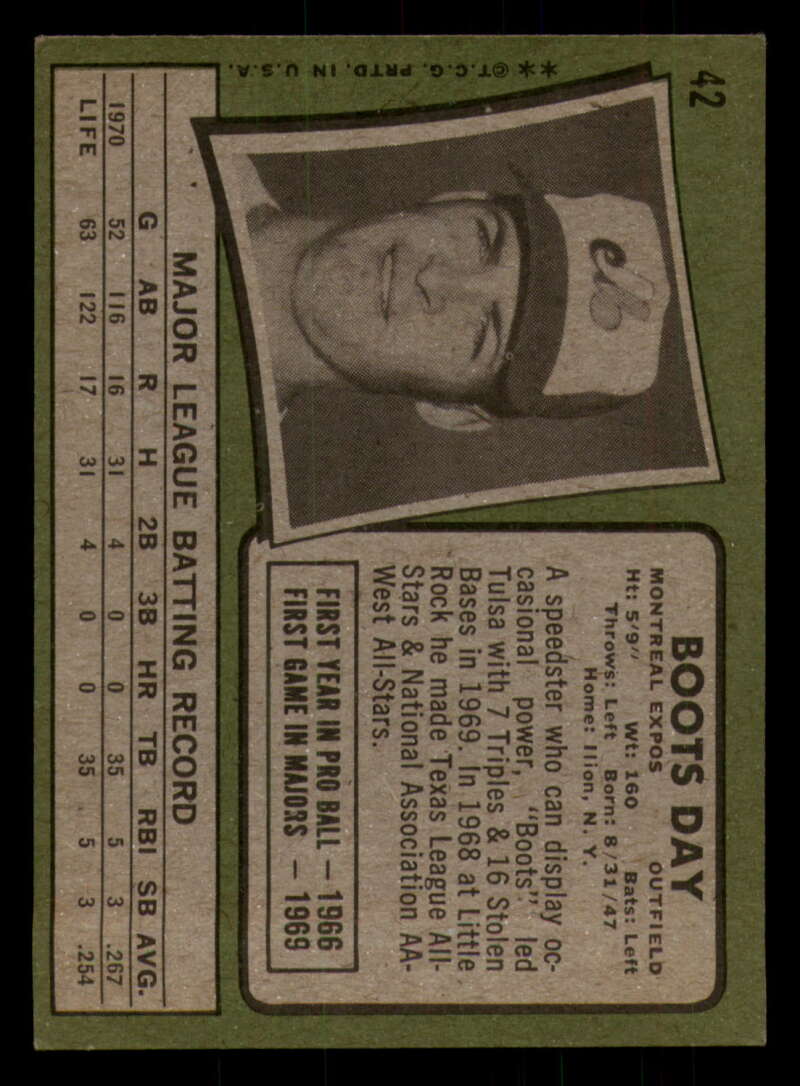 42
BOOTS DAY
MONTREAL EXPOS OUTFIELD
Ht: 5'9" Wt: 160 Bats: Left
Throws: Left Born: 8/31/47
Home: Ilion, N. Y.
A speedster who can display oc-
casional power, "Boots" led
Tulsa with 7 Triples & 16 Stolen
Bases in 1969. In 1968 at Little
Rock he made Texas League All-
Stars & National Association AA-
West All-Stars.
FIRST YEAR IN PRO BALL — 1966
FIRST GAME IN MAJORS — 1969
MAJOR LEAGUE BATTING RECORD
G AB R H 2B 3B HR TB RBI SB AVG.
1970 52 116 16 31 4 0 0 35 5 3 .267
LIFE 63 122 17 31 4 0 0 35 5 3 .254
**©T.C.G. PRTD. IN U.S.A.